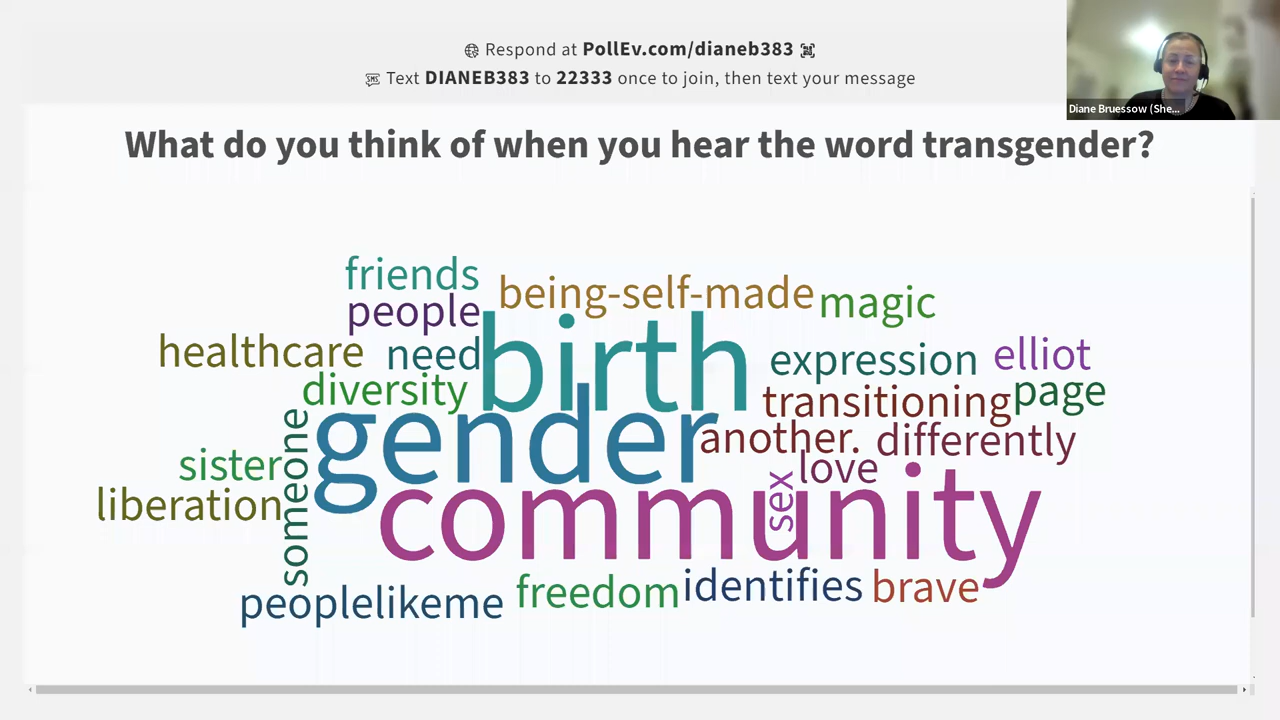 Respond at PollEv.com/dianeb383
Text DIANEB383 to 22333 once to join, then text your message
Diane Bruessow (She...
What do you think of when you hear the word transgender?
friends
being-self-made
magic
people
healthcare
need
birth
expression
elliot
diversity
transitioning
page
gender
another.
differently
sister
someone
love
sex
liberation
community
peoplelikeme
freedom
identifies
brave